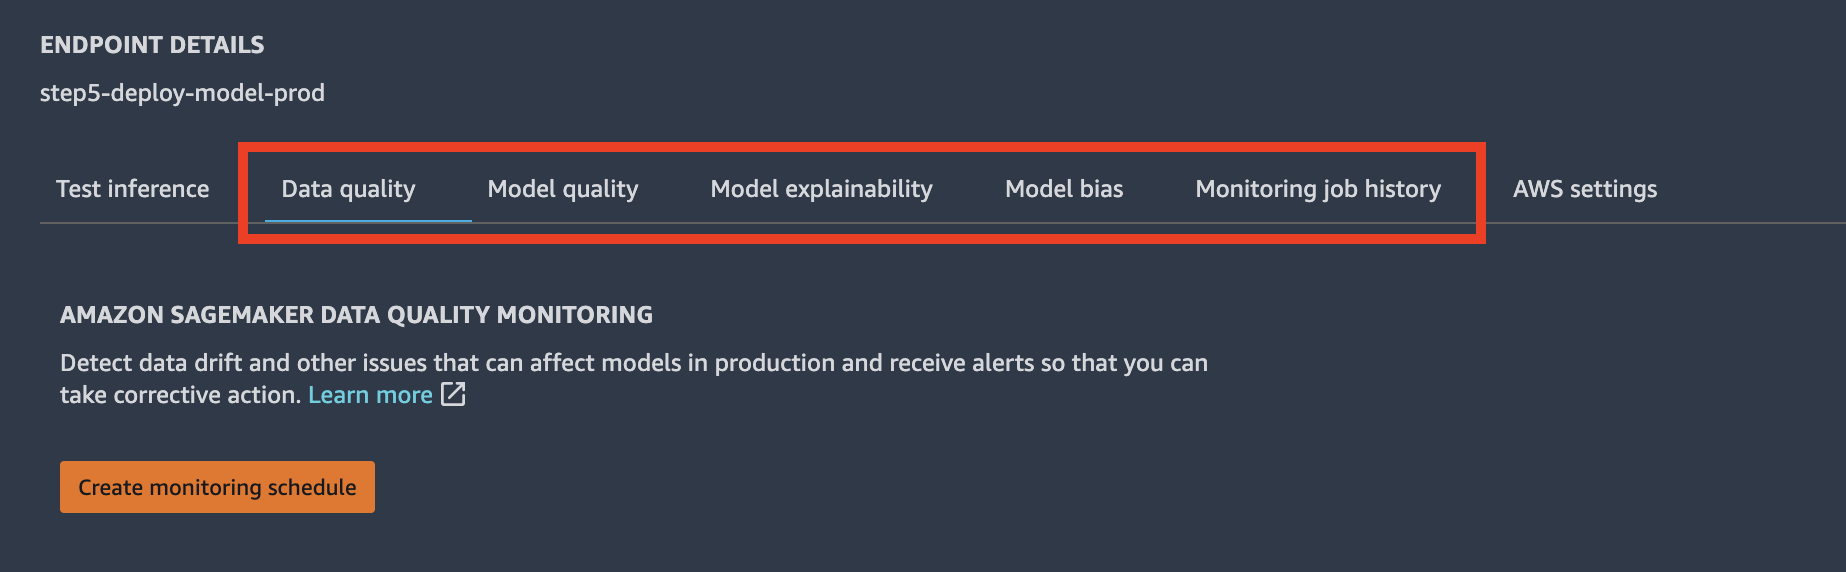 ENDPOINT DETAILS
step5-deploy-model-prod
Test inference Data quality Model quality Model explainability Model bias Monitoring job history AWS settings
AMAZON SAGEMAKER DATA QUALITY MONITORING
Detect data drift and other issues that can affect models in production and receive alerts so that you can
take corrective action. Learn more
Create monitoring schedule